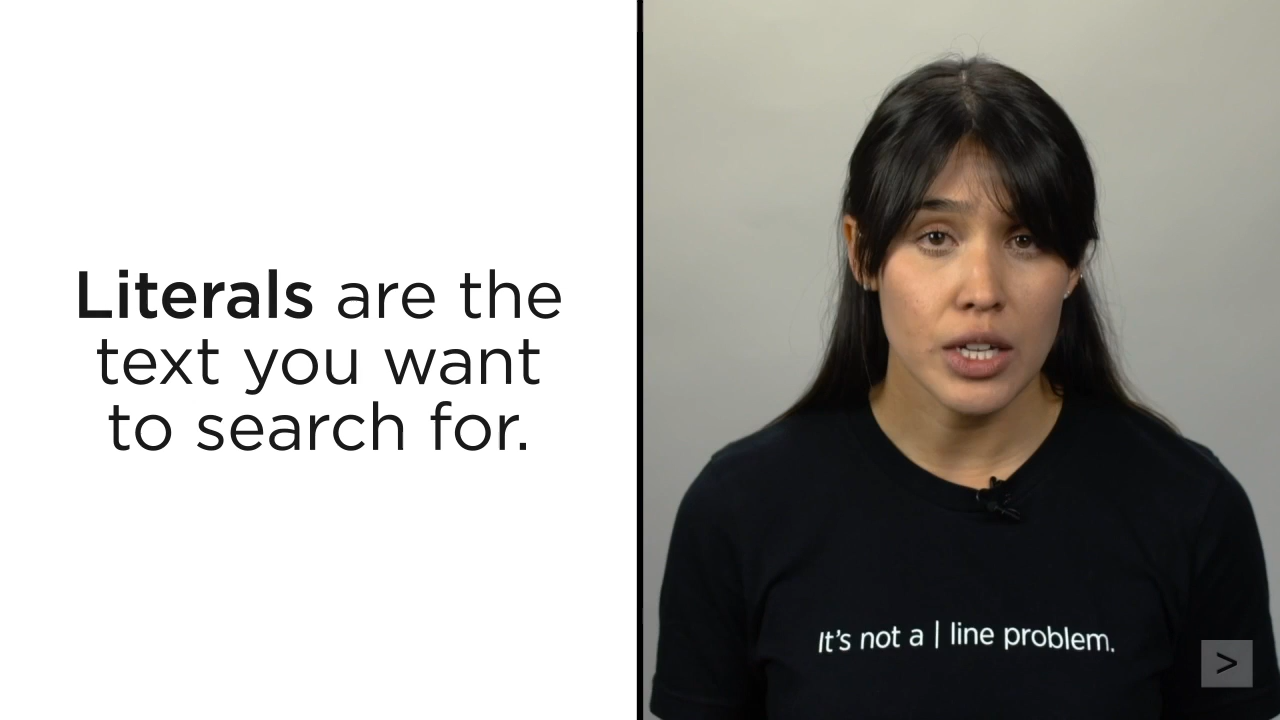 Literals are the
text you want
to search for.
It's not a | line problem.
>